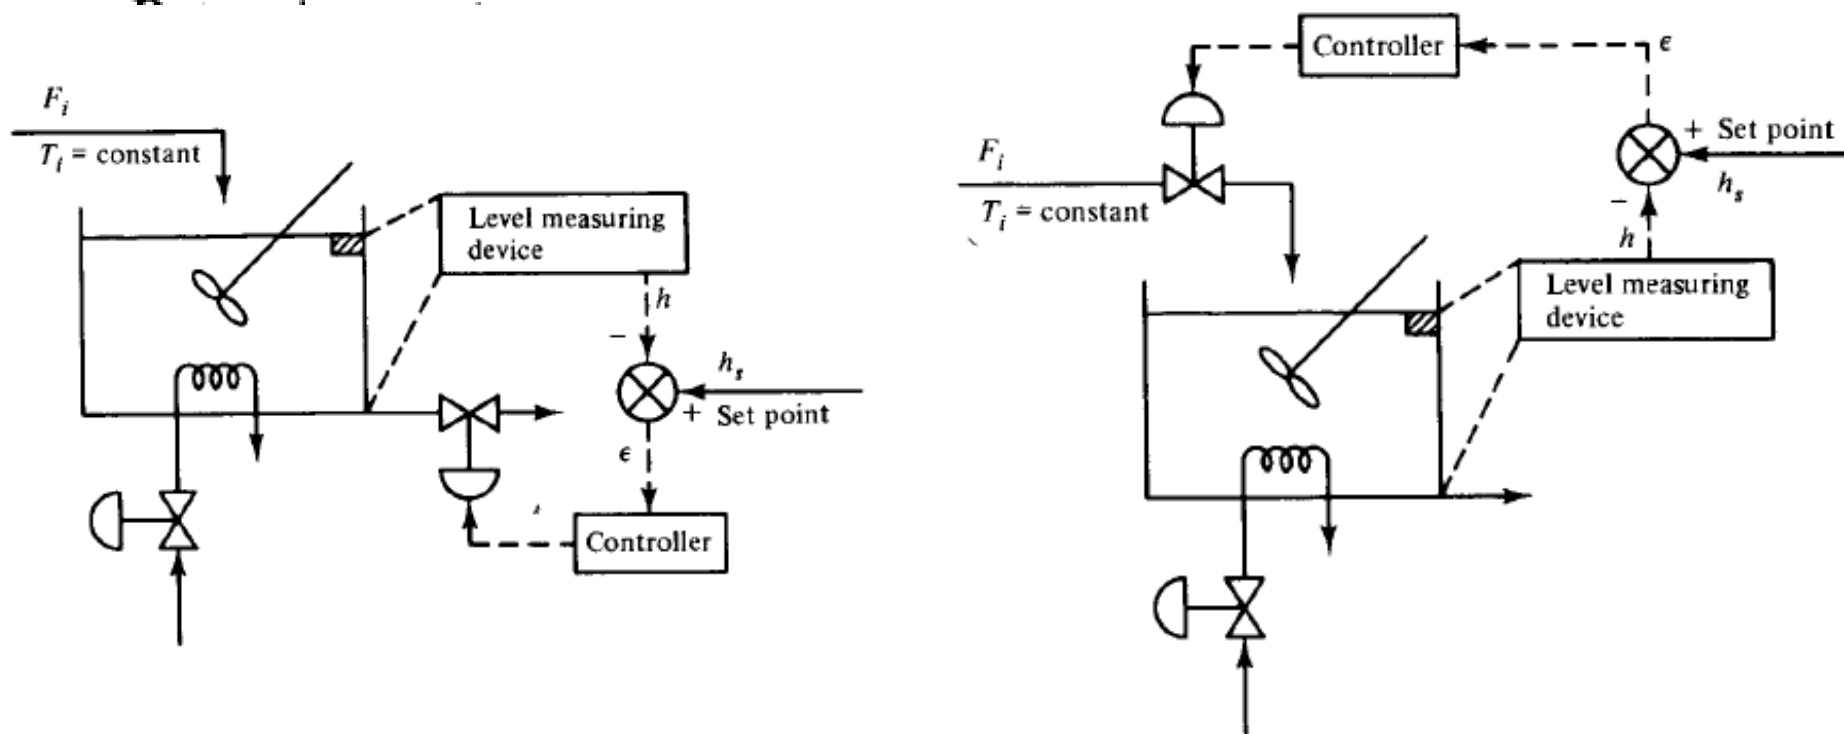 F_i
T_i = constant
Level measuring
device
h
−
h_s
+ Set point
ϵ
Controller
Controller
ϵ
+ Set point
h_s
−
h
F_i
T_i = constant
Level measuring
device